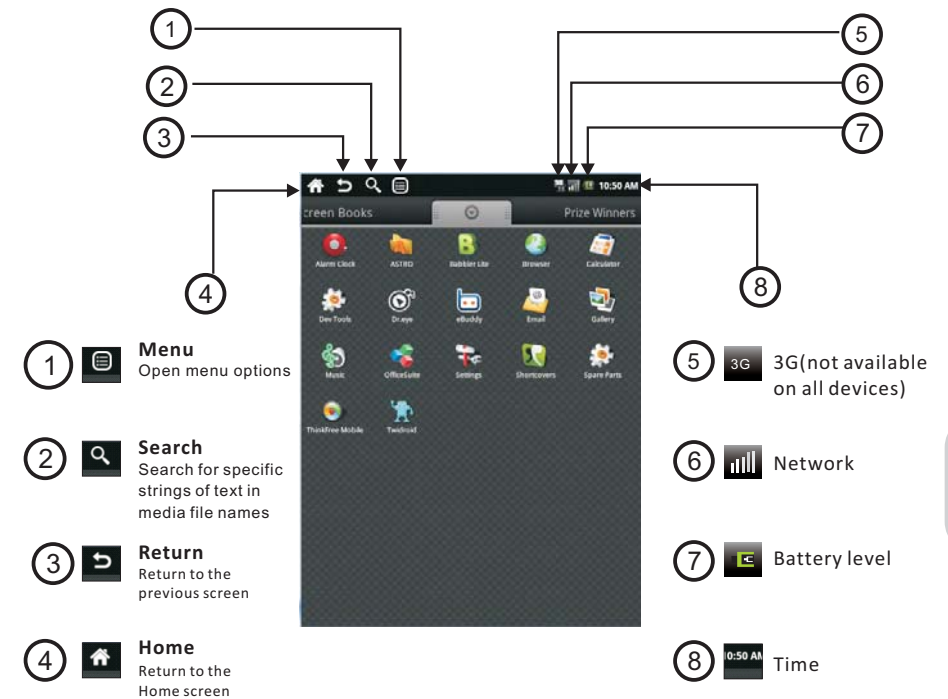 1
5
2
6
3
7
10:50 AM
creen Books
Prize Winners
Alarm Clock
ASTRO
Babbler Lite
Browser
Calculator
4
8
Dev Tools
Dr.eye
eBuddy
Email
Gallery
Music
OfficeSuite
Settings
Shortcovers
Spare Parts
ThinkFree Mobile
Twidroid
1
Menu
Open menu options
2
Search
Search for specific
strings of text in
media file names
3
Return
Return to the
previous screen
4
Home
Return to the
Home screen
5
3G
3G(not available
on all devices)
6
Network
7
Battery level
8
0:50 AM
Time